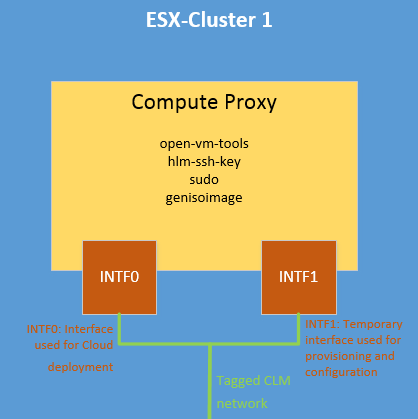 ESX-Cluster 1
Compute Proxy
open-vm-tools
hlm-ssh-key
sudo
genisoimage
INTF0
INTF1
INTF0: Interface
used for Cloud
deployment
INTF1: Temporary
interface used for
provisioning and
configuration
Tagged CLM
network